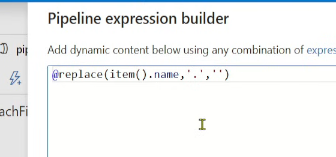 Pipeline expression builder
Add dynamic content below using any combination of expres
pip
@replace(item().name,'.','')
achFi